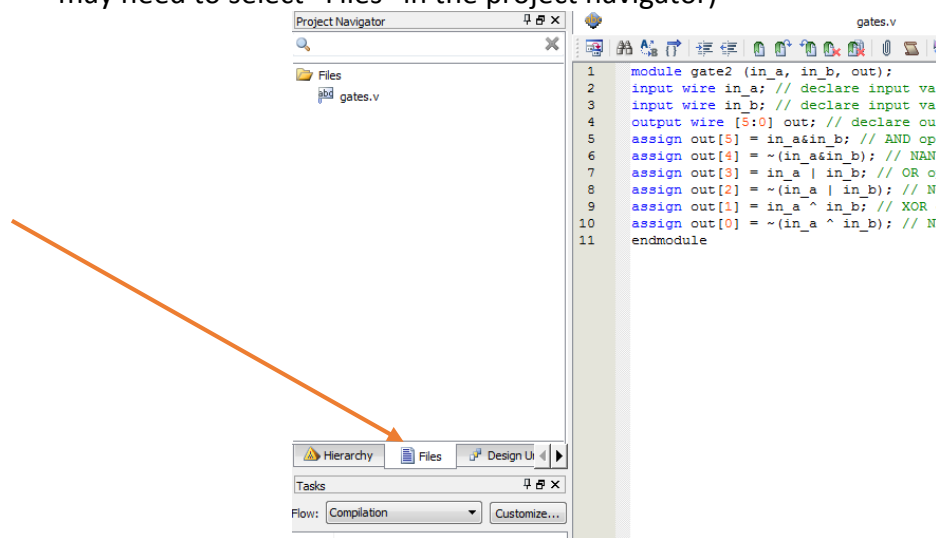 may need to select "Files" in the project navigator)
Project Navigator
gates.v
Files
gates.v
1 module gate2 (in_a, in_b, out);
2 input wire in_a; // declare input va
3 input wire in_b; // declare input va
4 output wire [5:0] out; // declare ou
5 assign out[5] = in_a&in_b; // AND op
6 assign out[4] = ~(in_a&in_b); // NAN
7 assign out[3] = in_a | in_b; // OR o
8 assign out[2] = ~(in_a | in_b); // N
9 assign out[1] = in_a ^ in_b; // XOR
10 assign out[0] = ~(in_a ^ in_b); // N
11 endmodule
Hierarchy Files Design U
Tasks
Flow: Compilation Customize...